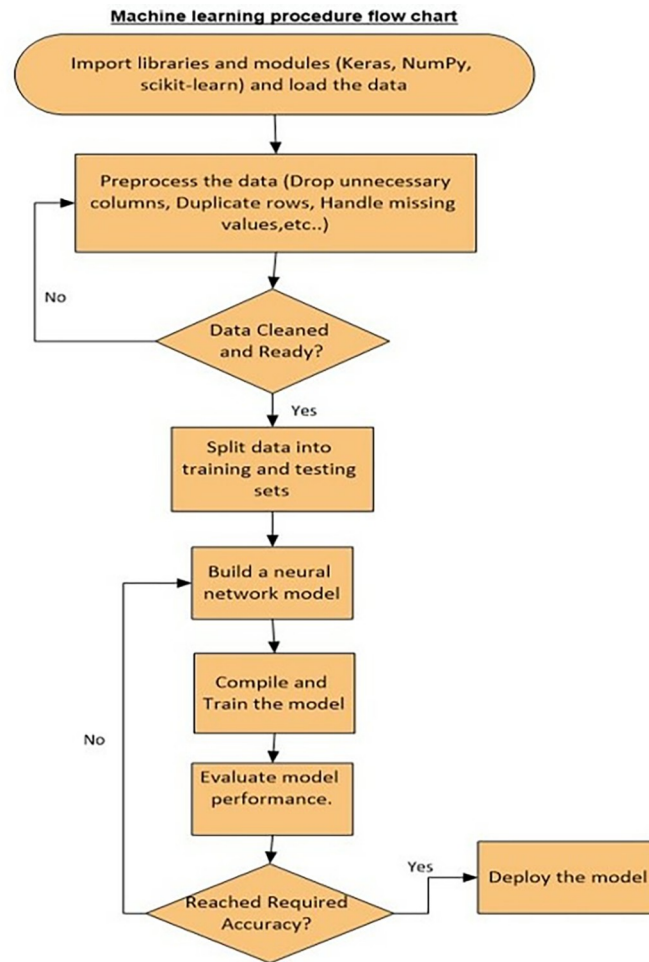 Machine learning procedure flow chart
Import libraries and modules (Keras, NumPy,
scikit-learn) and load the data
Preprocess the data (Drop unnecessary
columns, Duplicate rows, Handle missing
values,etc..)
No
Data Cleaned
and Ready?
Yes
Split data into
training and testing
sets
Build a neural
network model
Compile and
Train the model
No
Evaluate model
performance.
Reached Required
Accuracy?
Yes
Deploy the model